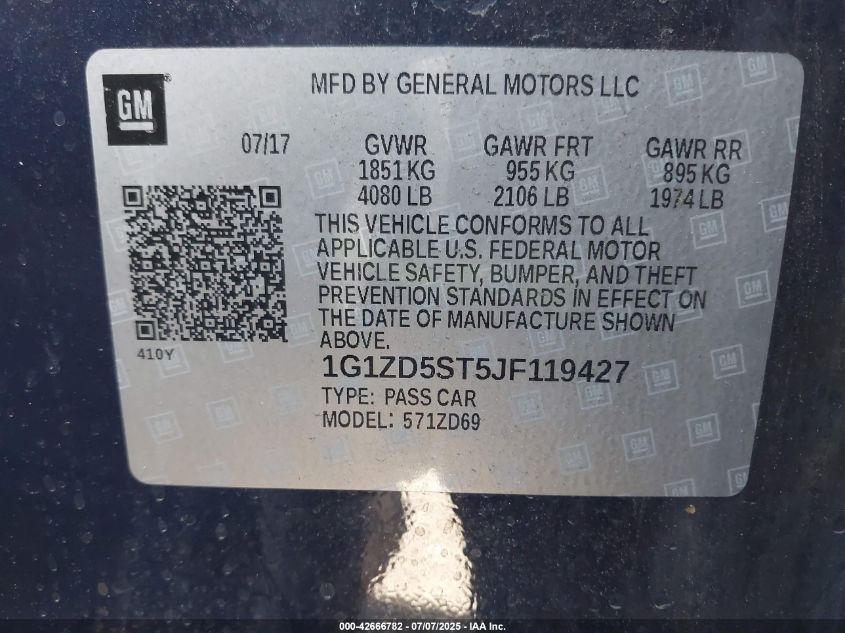 GM
MFD BY GENERAL MOTORS LLC
07/17 GVWR GAWR FRT GAWR RR
1851 KG 955 KG 895 KG
4080 LB 2106 LB 1974 LB
THIS VEHICLE CONFORMS TO ALL
APPLICABLE U.S. FEDERAL MOTOR
VEHICLE SAFETY, BUMPER, AND THEFT
PREVENTION STANDARDS IN EFFECT ON
THE DATE OF MANUFACTURE SHOWN
ABOVE.
410Y
1G1ZD5ST5JF119427
TYPE: PASS CAR
MODEL: 571ZD69
000-42666782 - 07/07/2025 - IAA Inc.